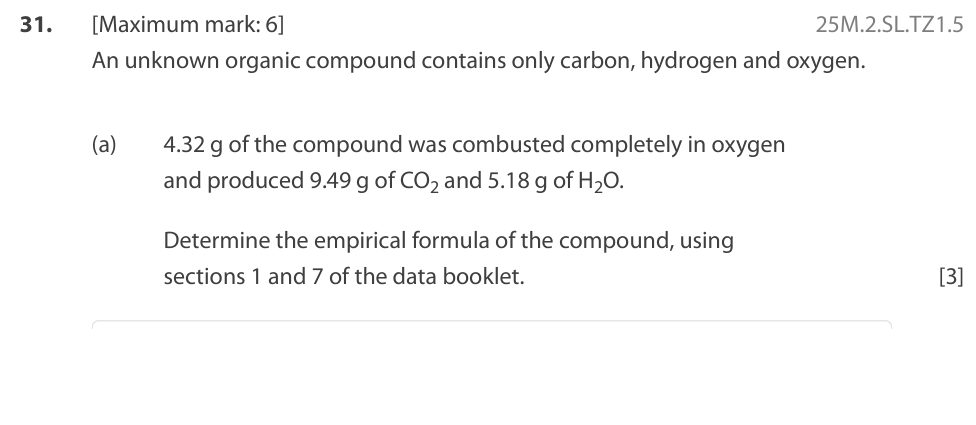 31. [Maximum mark: 6] 25M.2.SL.TZ1.5
An unknown organic compound contains only carbon, hydrogen and oxygen.
(a) 4.32 g of the compound was combusted completely in oxygen
and produced 9.49 g of CO₂ and 5.18 g of H₂O.
Determine the empirical formula of the compound, using
sections 1 and 7 of the data booklet. [3]